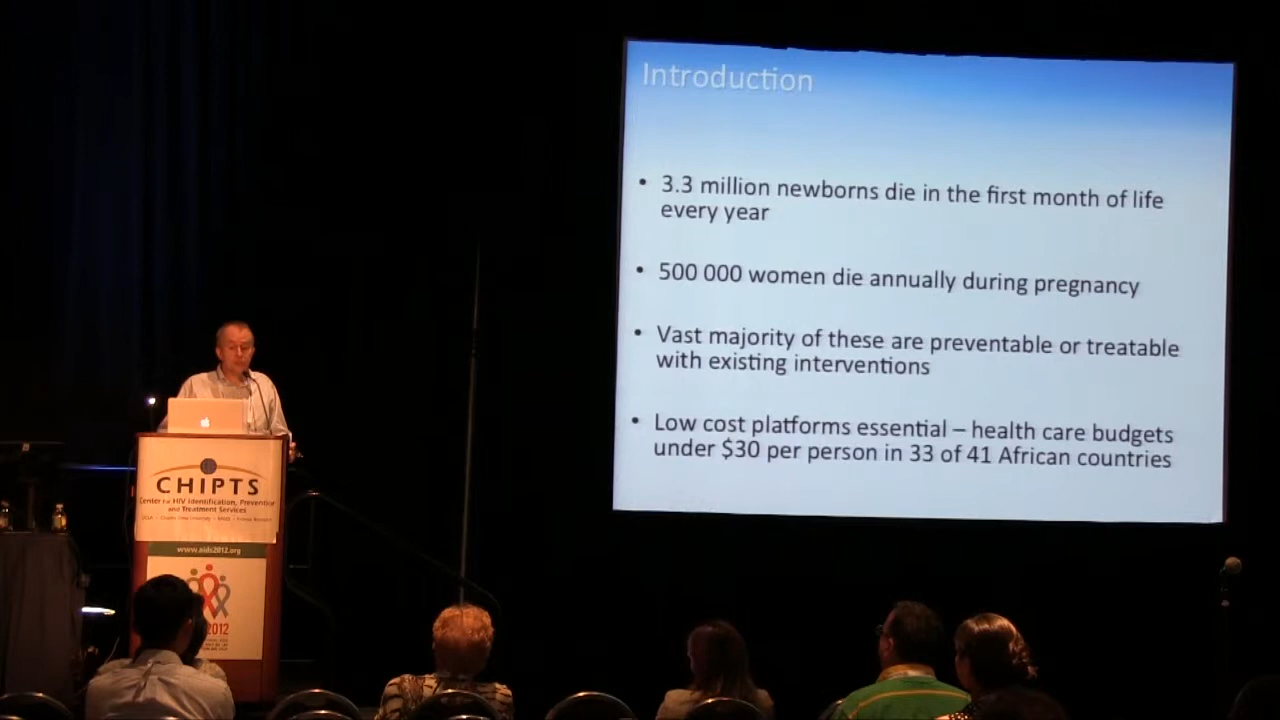 Introduction
• 3.3 million newborns die in the first month of life
every year
• 500 000 women die annually during pregnancy
• Vast majority of these are preventable or treatable
with existing interventions
• Low cost platforms essential – health care budgets
under $30 per person in 33 of 41 African countries
CHIPTS
Center for HIV Identification, Prevention
and Treatment Services
www.aids2012.org
2012